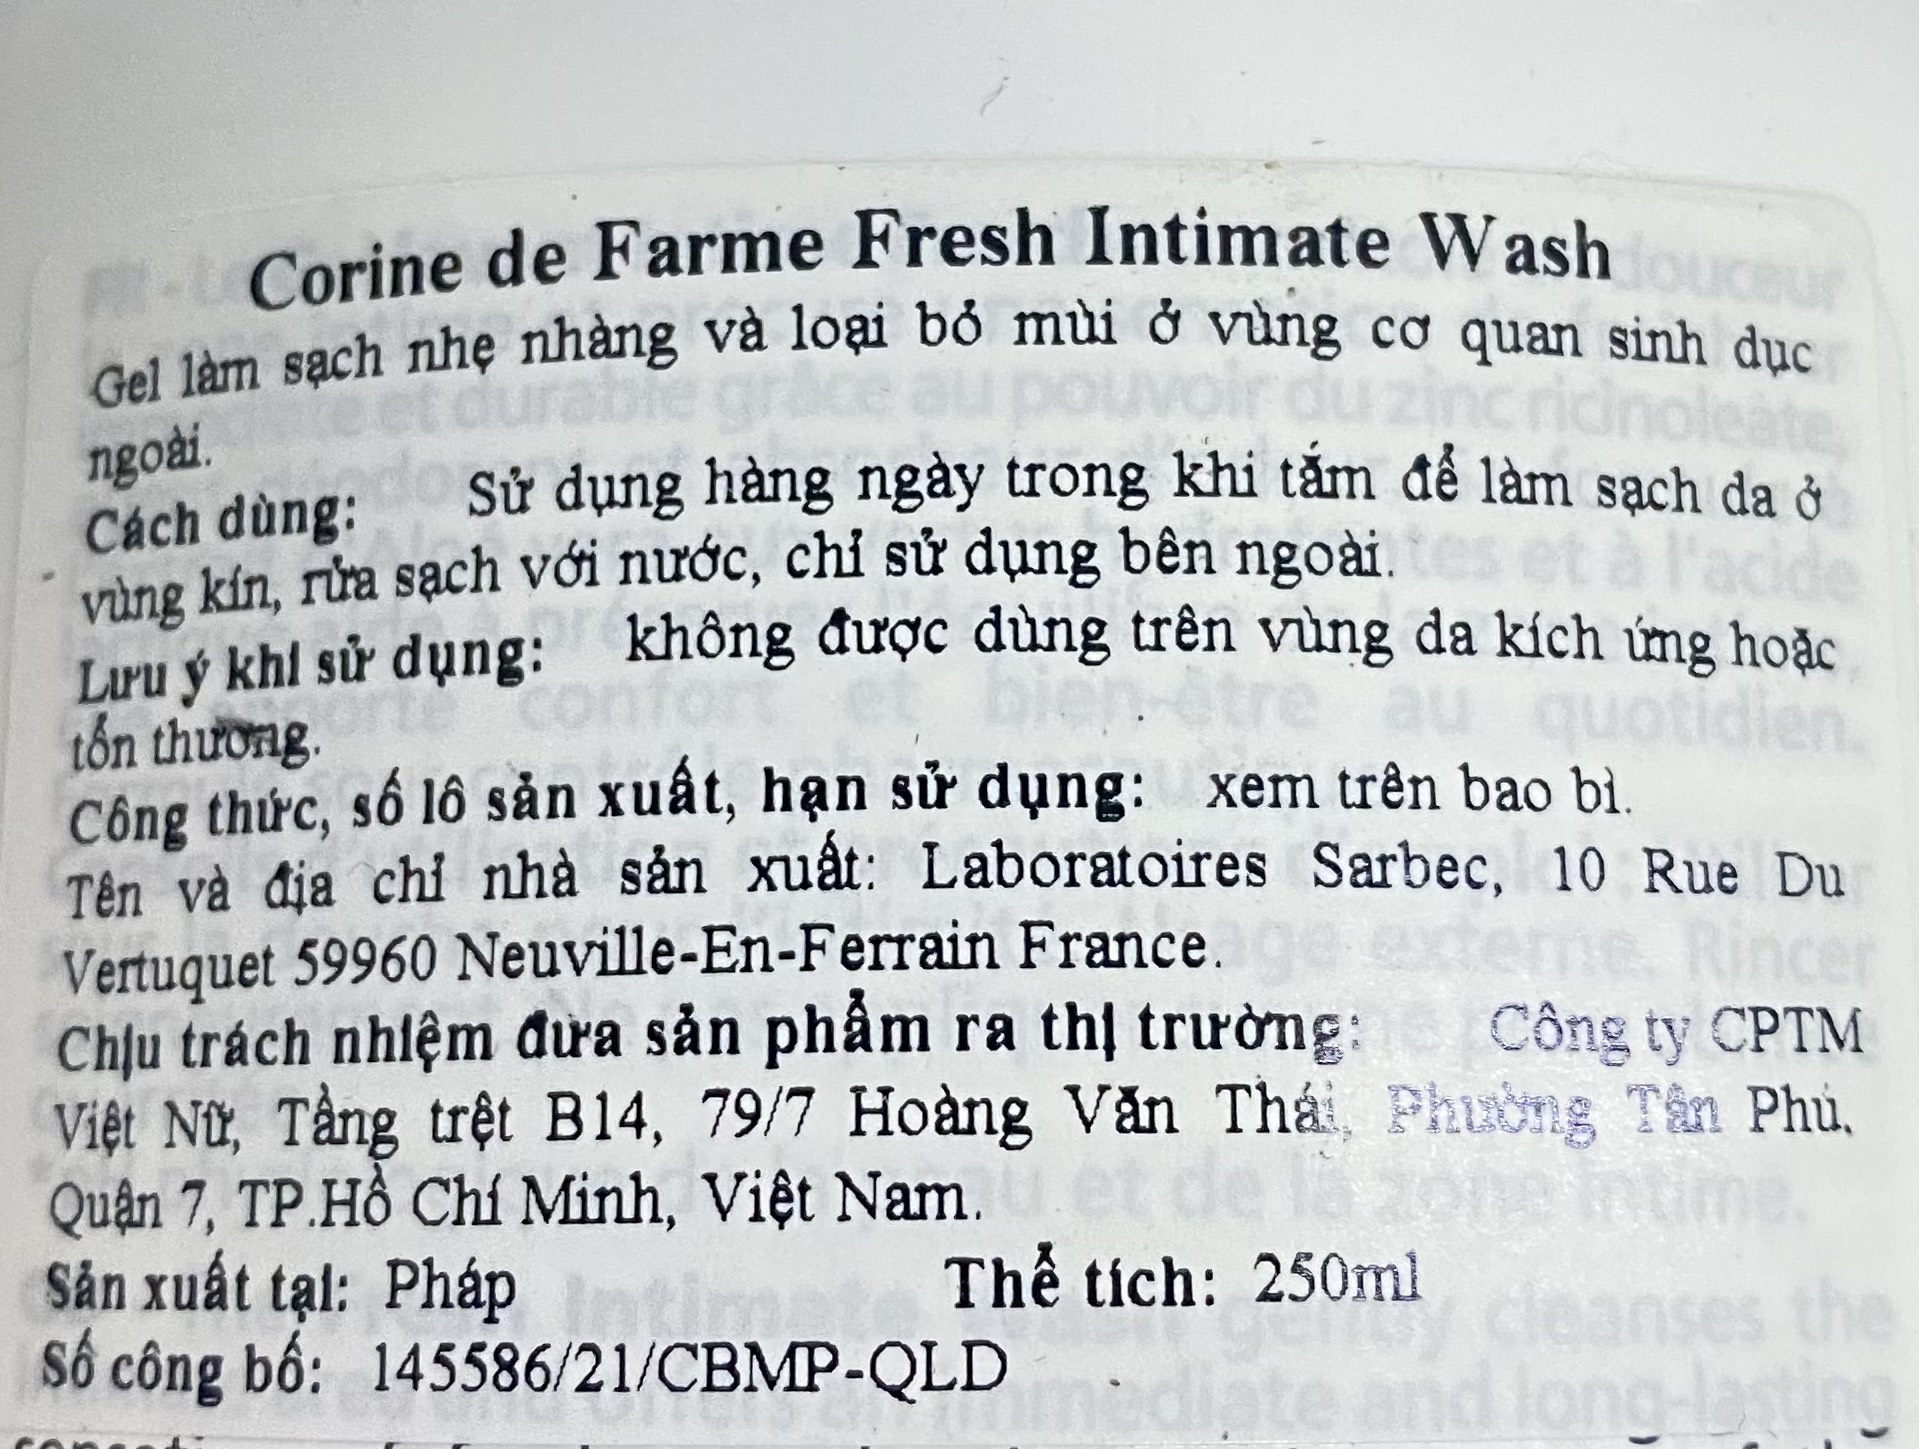 Corine de Farme Fresh Intimate Wash
Gel làm sạch nhẹ nhàng và loại bỏ mùi ở vùng cơ quan sinh dục
ngoài.
Cách dùng: Sử dụng hàng ngày trong khi tắm để làm sạch da ở
vùng kín, rửa sạch với nước, chỉ sử dụng bên ngoài.
Lưu ý khi sử dụng: không được dùng trên vùng da kích ứng hoặc
tổn thương.
Công thức, số lô sản xuất, hạn sử dụng: xem trên bao bì.
Tên và địa chỉ nhà sản xuất: Laboratoires Sarbec, 10 Rue Du
Vertuquet 59960 Neuville-En-Ferrain France.
Chịu trách nhiệm đưa sản phẩm ra thị trường: Công ty CPTM
Việt Nữ, Tầng trệt B14, 79/7 Hoàng Văn Thái, Phường Tân Phú,
Quận 7, TP.Hồ Chí Minh, Việt Nam.
Sản xuất tại: Pháp Thể tích: 250ml
Số công bố: 145586/21/CBMP-QLD